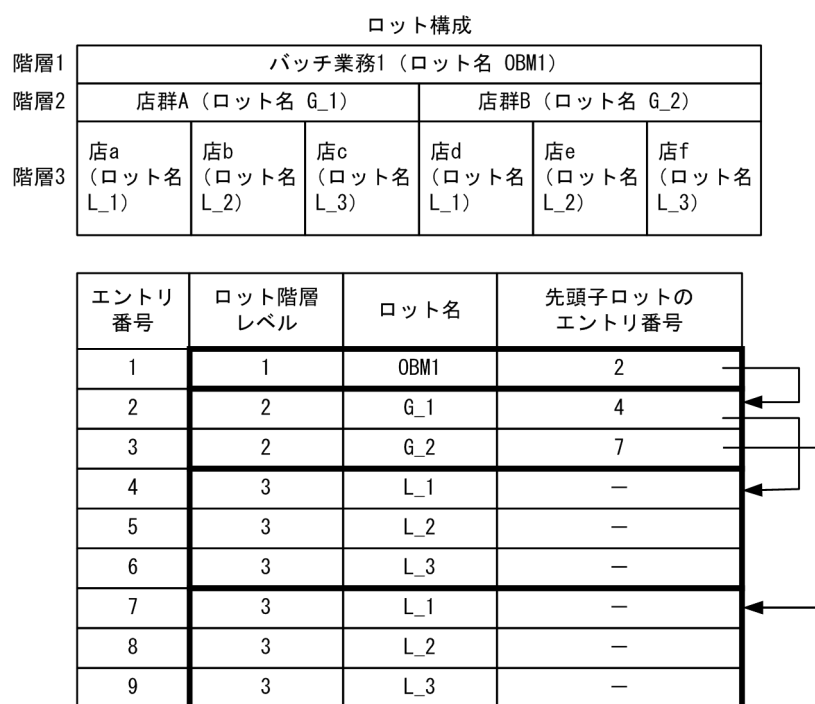 ロット構成
階層1 バッチ業務1（ロット名 OBM1）
階層2 店群A（ロット名 G_1） 店群B（ロット名 G_2）
階層3
店a
（ロット名
L_1）
店b
（ロット名
L_2）
店c
（ロット名
L_3）
店d
（ロット名
L_1）
店e
（ロット名
L_2）
店f
（ロット名
L_3）
エントリ
番号
ロット階層
レベル
ロット名
先頭子ロットの
エントリ番号
1 1 OBM1 2
2 2 G_1 4
3 2 G_2 7
4 3 L_1 —
5 3 L_2 —
6 3 L_3 —
7 3 L_1 —
8 3 L_2 —
9 3 L_3 —